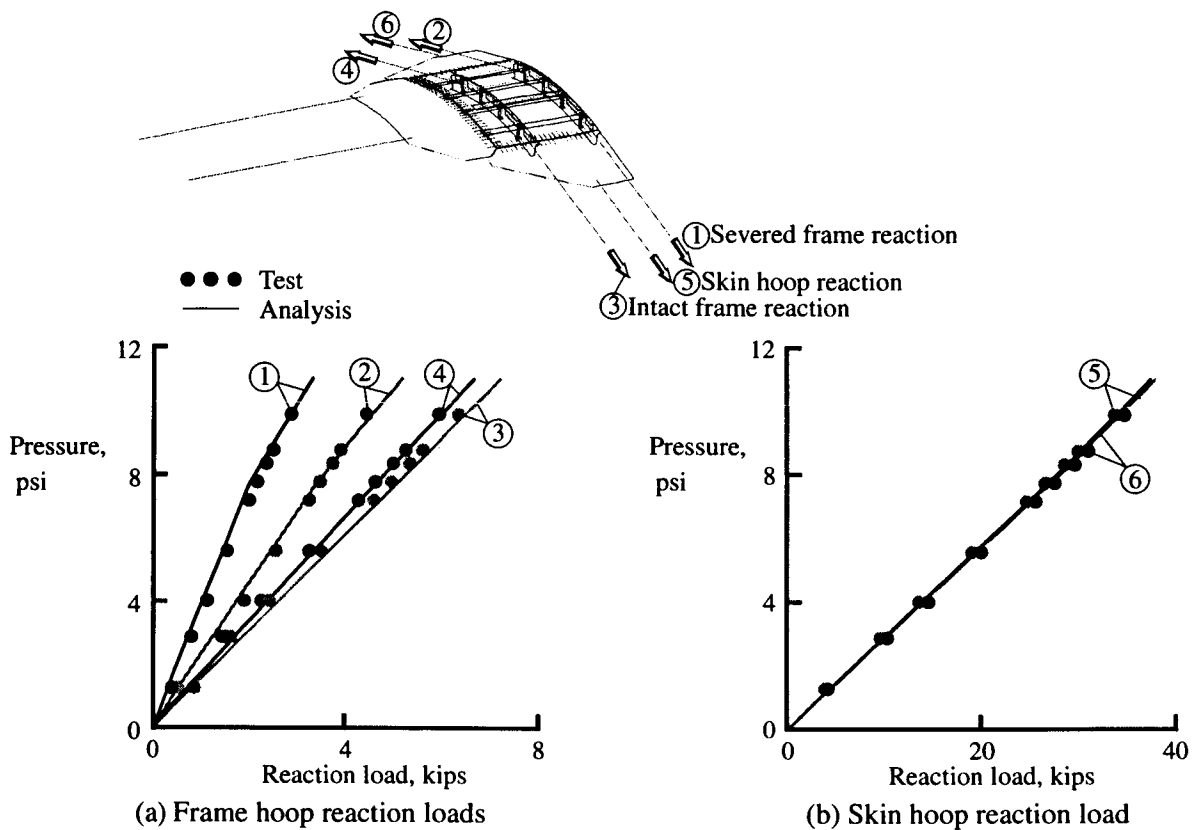 6
2
4
1 Severed frame reaction
5 Skin hoop reaction
3 Intact frame reaction
Test
Analysis
12
8
4
0
Pressure,
psi
1
2
4
3
0
4
8
Reaction load, kips
(a) Frame hoop reaction loads
12
8
4
0
Pressure,
psi
5
6
0
20
40
Reaction load, kips
(b) Skin hoop reaction load